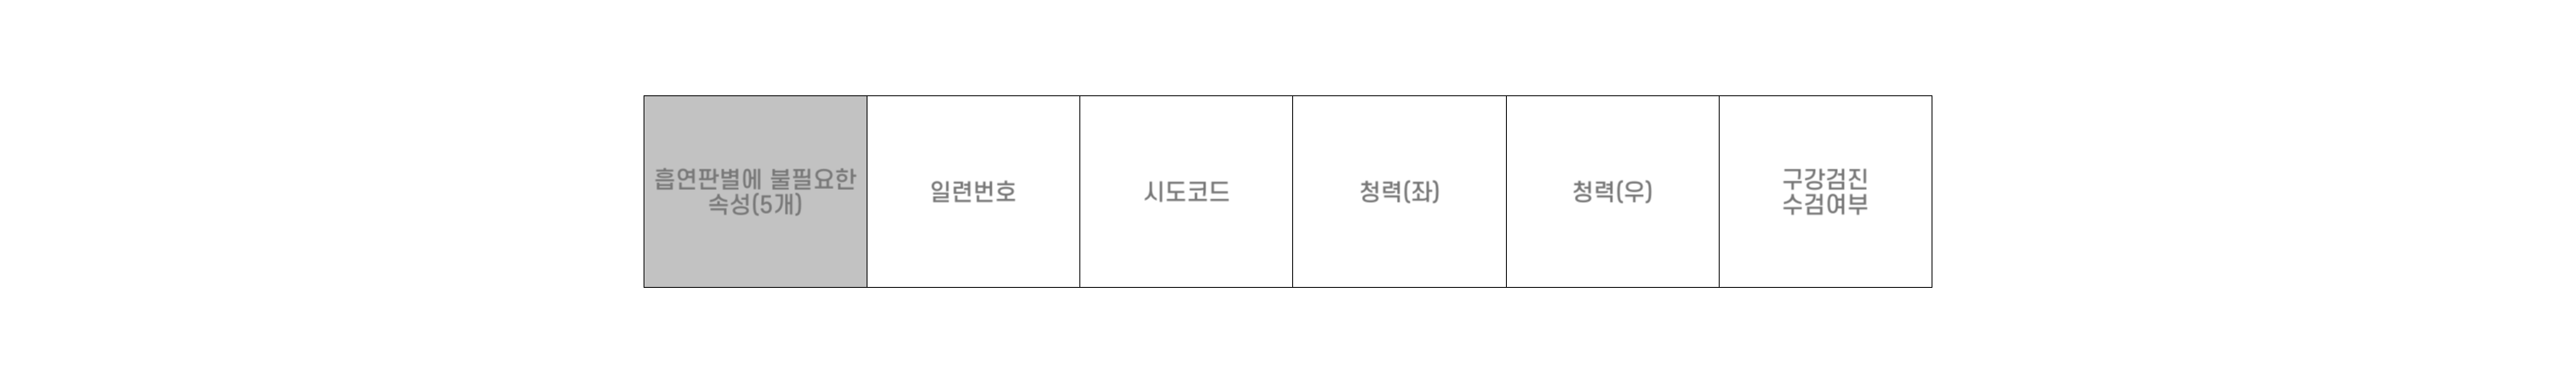 흡연판별에 불필요한
속성(5개)
일련번호
시도코드
청력(좌)
청력(우)
구강검진
수검여부